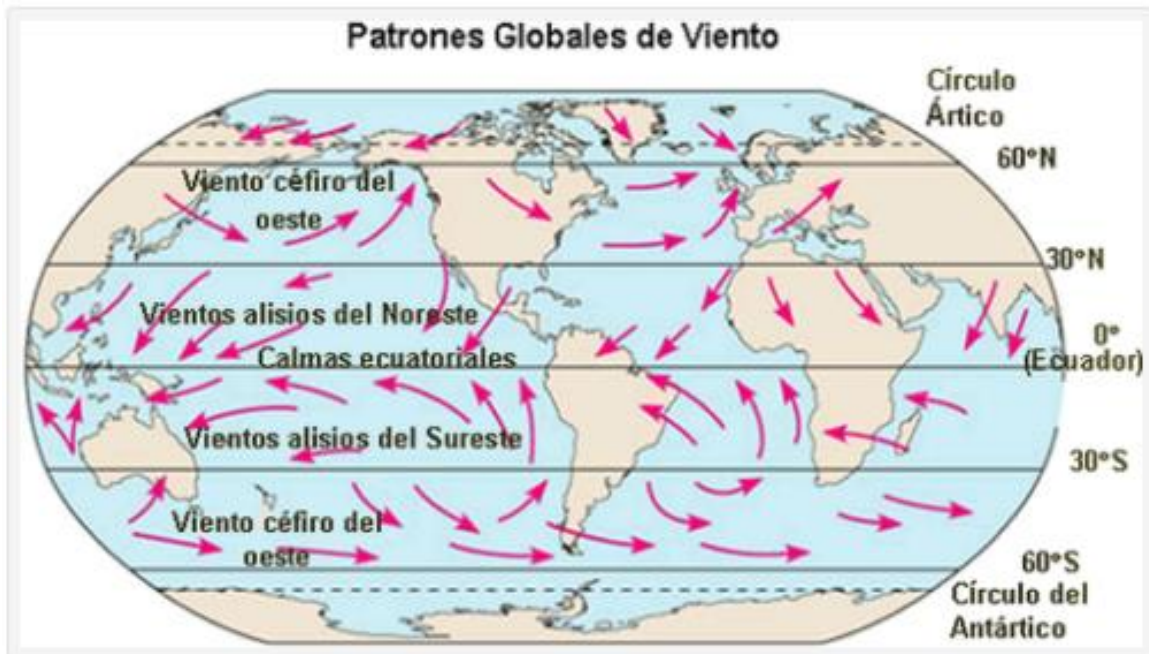 Patrones Globales de Viento
Círculo
Ártico
60°N
Viento céfiro del
oeste
30°N
Vientos alisios del Noreste
0°
(Ecuador)
Calmas ecuatoriales
Vientos alisios del Sureste
30°S
Viento céfiro del
oeste
60°S
Círculo del
Antártico